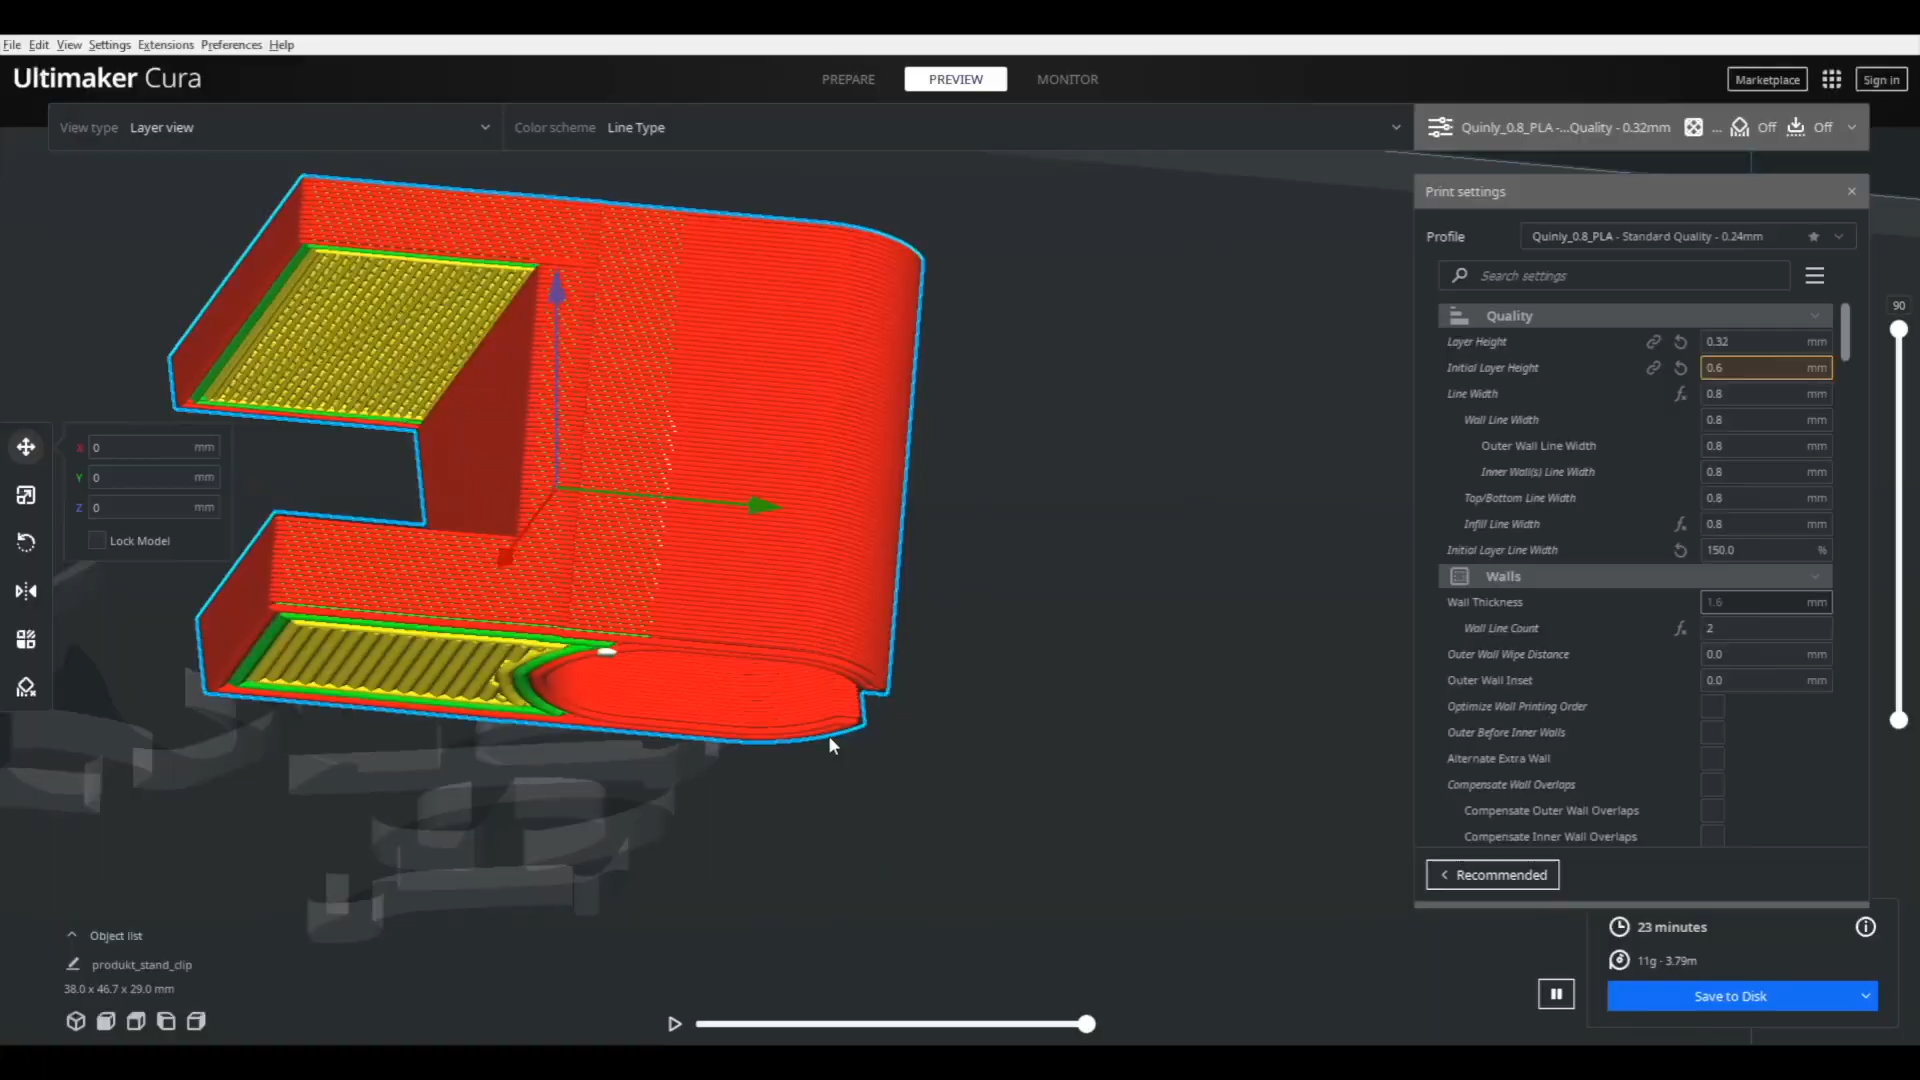 File Edit View Settings Extensions Preferences Help
Ultimaker Cura
PREPARE PREVIEW MONITOR
Marketplace Sign in
View type Layer view
Color scheme Line Type
Quinly_0.8_PLA -...Quality - 0.32mm ... Off Off
Print settings
Profile Quinly_0.8_PLA - Standard Quality - 0.24mm
Search settings
Quality
Layer Height 0.32 mm
Initial Layer Height 0.6 mm
Line Width 0.8 mm
Wall Line Width 0.8 mm
Outer Wall Line Width 0.8 mm
Inner Wall(s) Line Width 0.8 mm
Top/Bottom Line Width 0.8 mm
Infill Line Width 0.8 mm
Initial Layer Line Width 150.0 %
Walls
Wall Thickness 1.6 mm
Wall Line Count 2
Outer Wall Wipe Distance 0.0 mm
Outer Wall Inset 0.0 mm
Optimize Wall Printing Order
Outer Before Inner Walls
Alternate Extra Wall
Compensate Wall Overlaps
Compensate Outer Wall Overlaps
Compensate Inner Wall Overlaps
Recommended
90
X 0 mm
Y 0 mm
Z 0 mm
Lock Model
Object list
produkt_stand_clip
38.0 x 46.7 x 29.0 mm
23 minutes
11g · 3.79m
Save to Disk